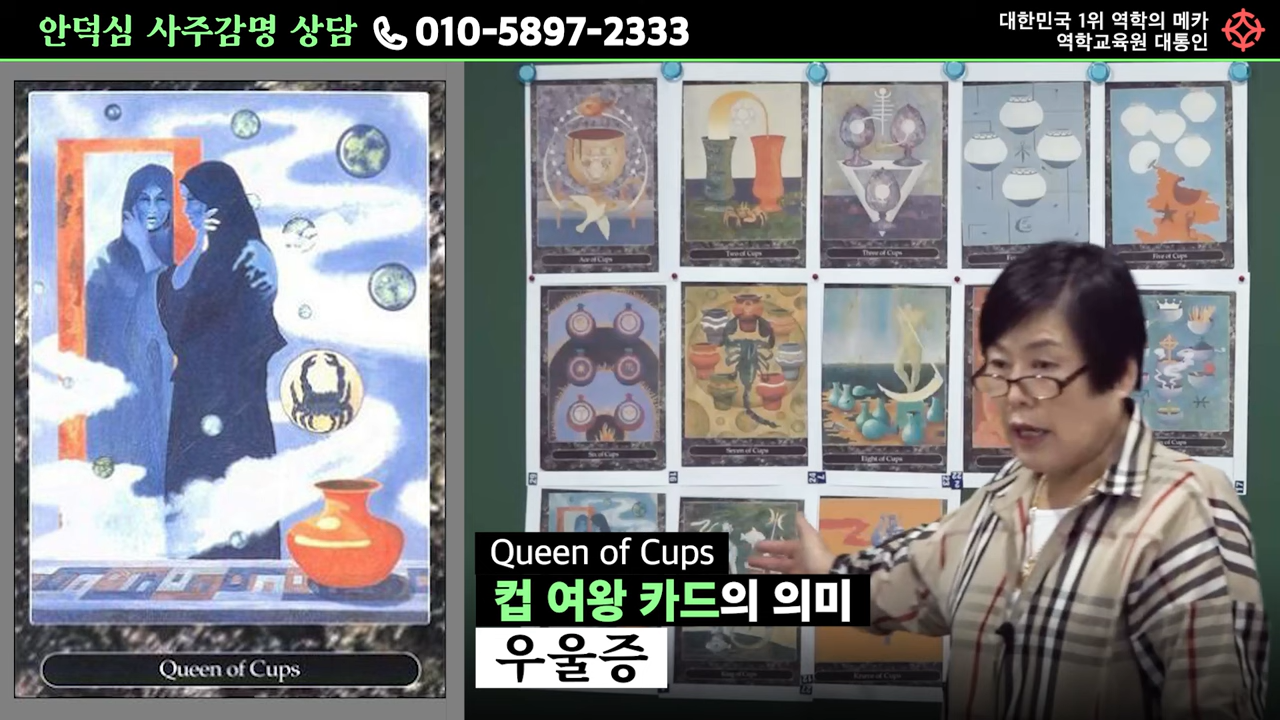 안덕심 사주감명 상담 010-5897-2333
대한민국 1위 역학의 메카
역학교육원 대통인
Queen of Cups
Ace of Cups
Two of Cups
Three of Cups
Five of Cups
Six of Cups
Seven of Cups
Eight of Cups
Queen of Cups
컵 여왕 카드의 의미
우울증
King of Cups